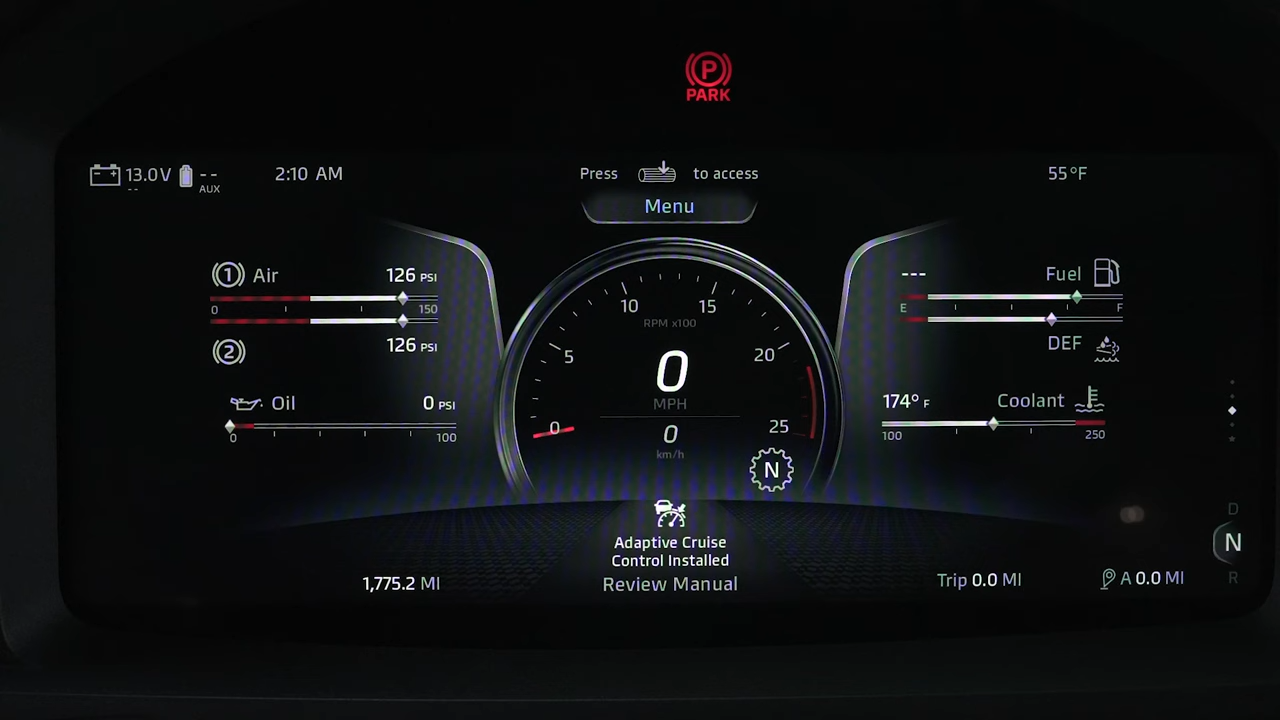 P
PARK
13.0V -- AUX
--
2:10 AM
Press to access
Menu
55°F
1 Air 126 PSI
0 150
2 126 PSI
Oil 0 PSI
0 100
0 5 10 15 20 25
RPM x100
0
MPH
0
km/h
N
--- Fuel
E F
DEF
174° F Coolant
100 250
Adaptive Cruise
Control Installed
Review Manual
1,775.2 MI
Trip 0.0 MI
A 0.0 MI
D
N
R